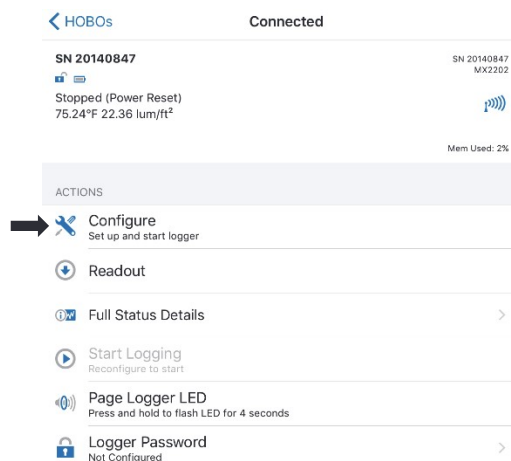 HOBOs
Connected
SN 20140847
SN 20140847
MX2202
Stopped (Power Reset)
75.24°F 22.36 lum/ft²
Mem Used: 2%
ACTIONS
Configure
Set up and start logger
Readout
Full Status Details
Start Logging
Reconfigure to start
Page Logger LED
Press and hold to flash LED for 4 seconds
Logger Password
Not Configured